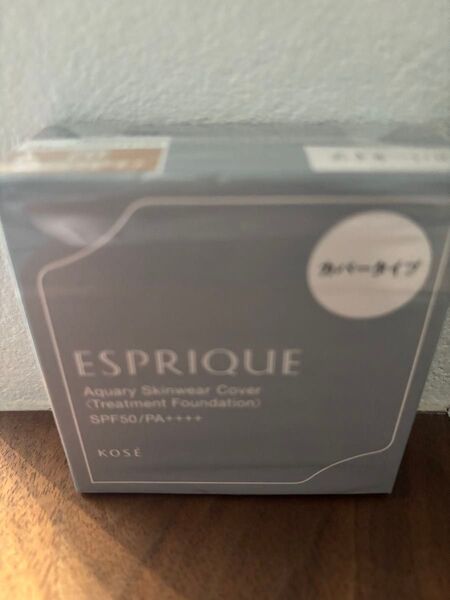 カバータイプ
ESPRIQUE
Aquary Skinwear Cover
〈Treatment Foundation〉
SPF50/PA++++
KOSÉ